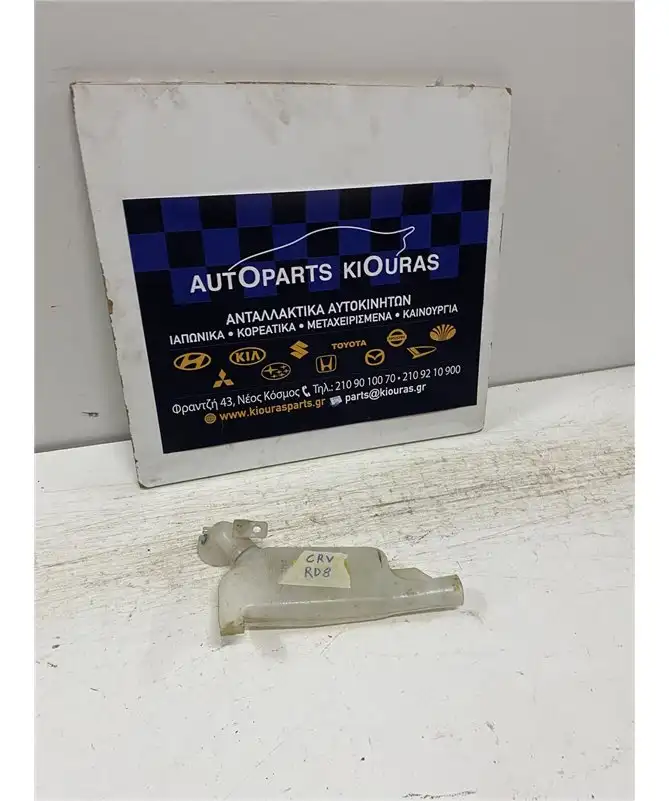 AUTOPARTS KIOURAS
ΑΝΤΑΛΛΑΚΤΙΚΑ ΑΥΤΟΚΙΝΗΤΩΝ
ΙΑΠΩΝΙΚΑ • ΚΟΡΕΑΤΙΚΑ • ΜΕΤΑΧΕΙΡΙΣΜΕΝΑ • ΚΑΙΝΟΥΡΓΙΑ
KIA
TOYOTA
Φραντζή 43, Νέος Κόσμος Τηλ.: 210 90 100 70 • 210 92 10 900
www.kiourasparts.gr parts@kiouras.gr
CRV
RD8